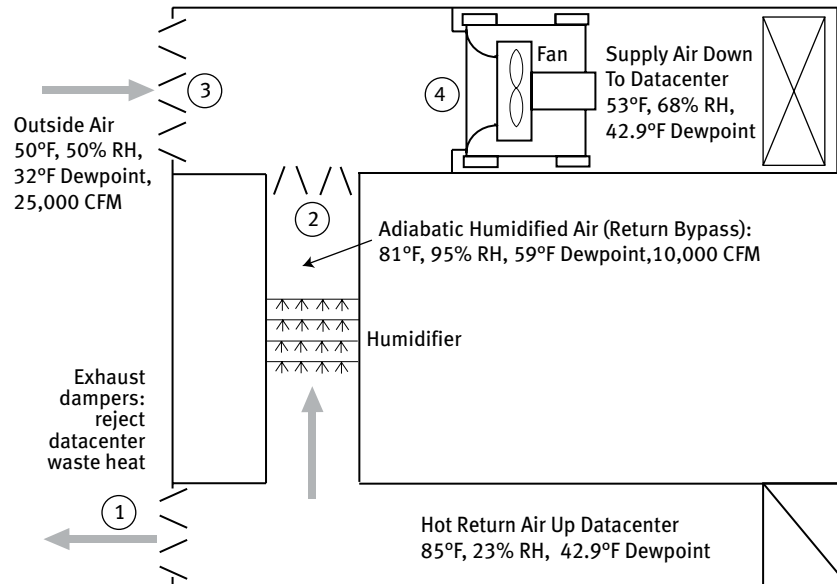 3
4
Fan
Supply Air Down
To Datacenter
53°F, 68% RH,
42.9°F Dewpoint
Outside Air
50°F, 50% RH,
32°F Dewpoint,
25,000 CFM
2
Adiabatic Humidified Air (Return Bypass):
81°F, 95% RH, 59°F Dewpoint,10,000 CFM
Humidifier
Exhaust
dampers:
reject
datacenter
waste heat
1
Hot Return Air Up Datacenter
85°F, 23% RH, 42.9°F Dewpoint